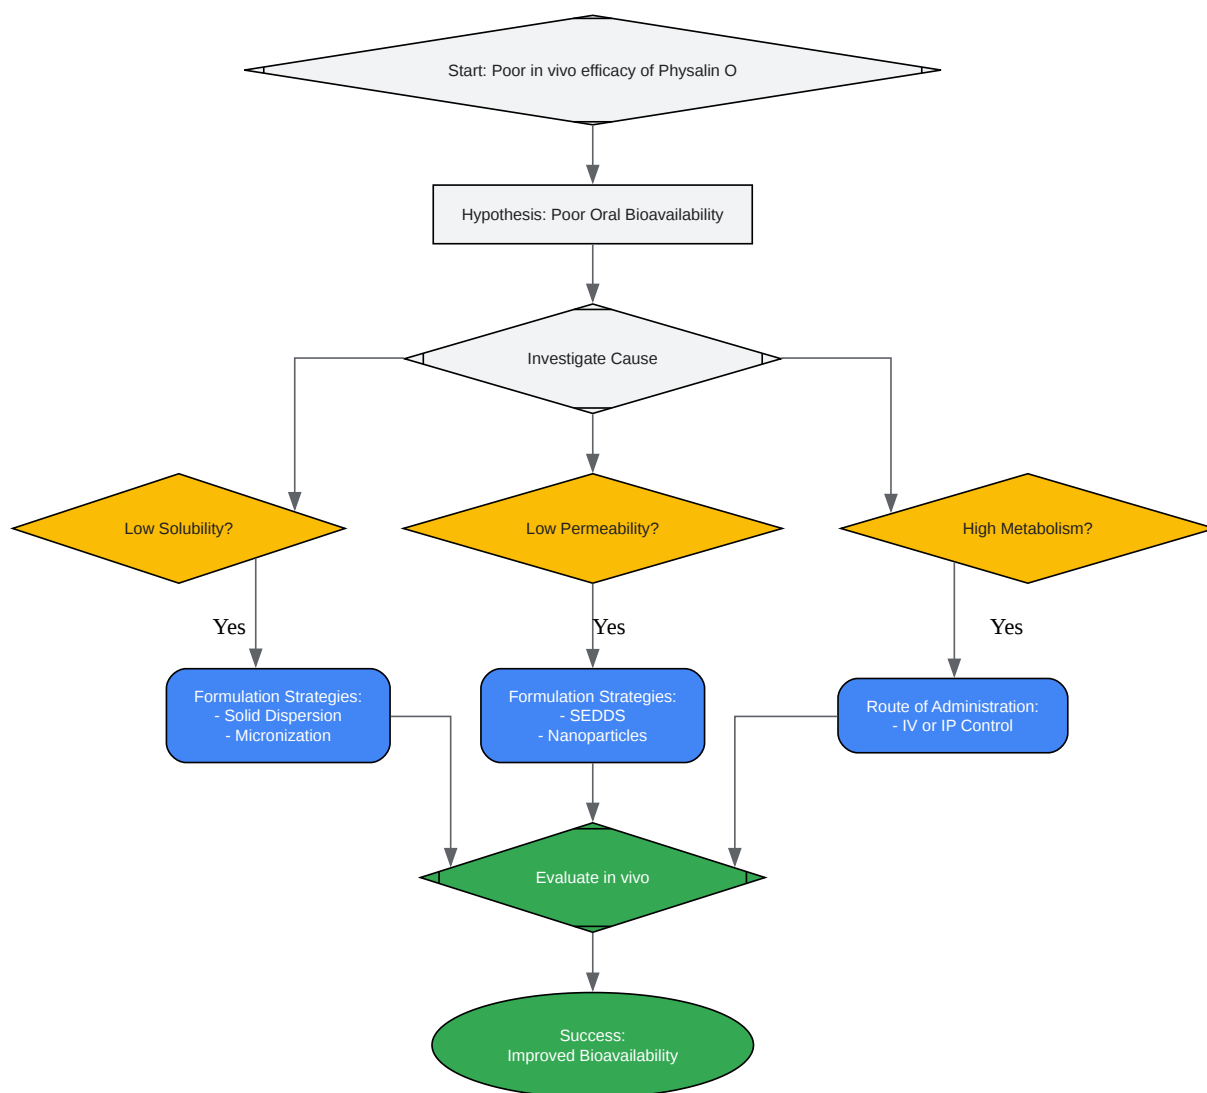 Start: Poor in vivo efficacy of Physalin O
Hypothesis: Poor Oral Bioavailability
Investigate Cause
Low Solubility?
Low Permeability?
High Metabolism?
Yes
Yes
Yes
Formulation Strategies:
- Solid Dispersion
- Micronization
Formulation Strategies:
- SEDDS
- Nanoparticles
Route of Administration:
- IV or IP Control
Evaluate in vivo
Success:
Improved Bioavailability